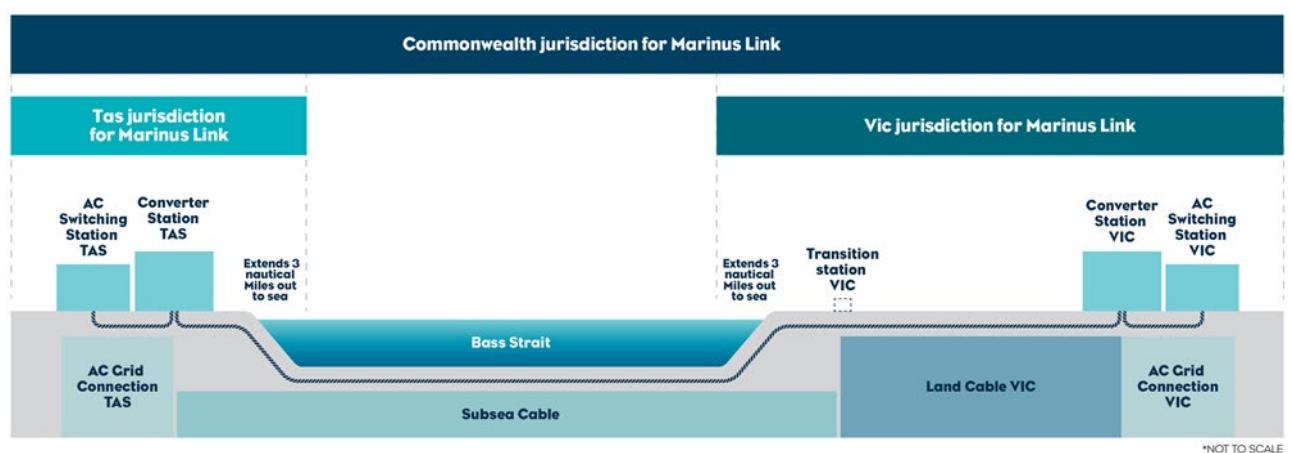 Commonwealth jurisdiction for Marinus Link
Tas jurisdiction
for Marinus Link
Vic jurisdiction for Marinus Link
AC
Switching
Station
TAS
Converter
Station
TAS
Extends 3
nautical
Miles out
to sea
Extends 3
nautical
Miles out
to sea
Transition
station
VIC
Converter
Station
VIC
AC
Switching
Station
VIC
Bass Strait
AC Grid
Connection
TAS
Subsea Cable
Land Cable VIC
AC Grid
Connection
VIC
*NOT TO SCALE